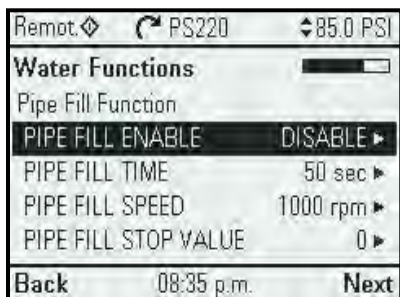 Remot. PS220 85.0 PSI
Water Functions
Pipe Fill Function
PIPE FILL ENABLE DISABLE
PIPE FILL TIME 50 sec
PIPE FILL SPEED 1000 rpm
PIPE FILL STOP VALUE 0
Back 08:35 p.m. Next